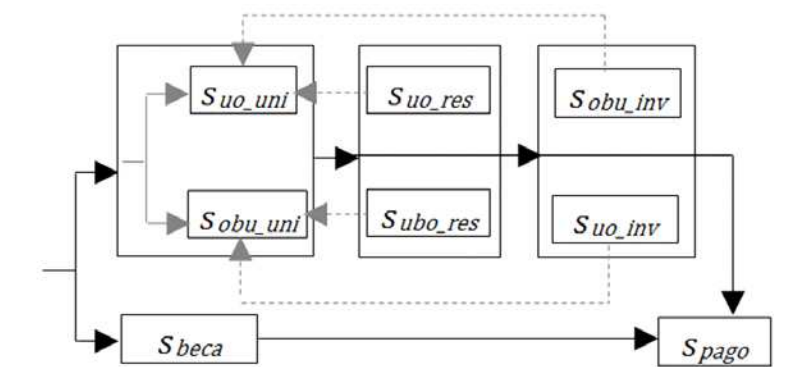 S uo_uni
S uo_res
S obu_inv
S obu_uni
S ubo_res
S uo_inv
S beca
S pago